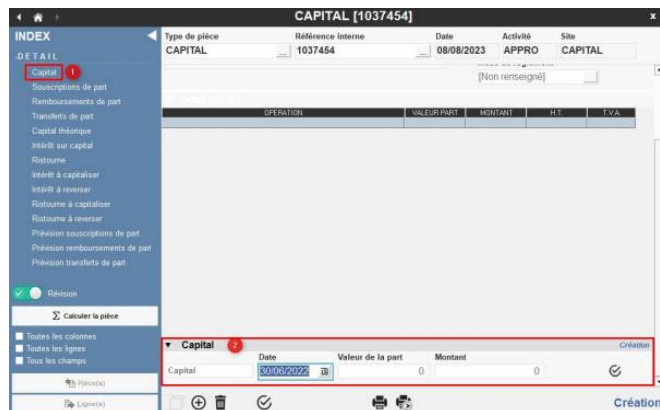 CAPITAL [1037454] x
INDEX
DETAIL
Capital 1
Souscriptions de part
Remboursements de part
Transferts de part
Capital théorique
Intérêt sur capital
Ristourne
Intérêt à capitaliser
Intérêt à reverser
Ristourne à capitaliser
Ristourne à reverser
Prévision souscriptions de part
Prévision remboursements de part
Prévision transferts de part
Révision
Σ Calculer la pièce
Toutes les colonnes
Toutes les lignes
Tous les champs
Pièce(s)
Ligne(s)
Type de pièce Référence interne Date Activité Site
CAPITAL ... 1037454 ... 08/08/2023 APPRO CAPITAL
Mode de règlement
[Non renseigné] ...
OPERATION VALEUR PART MONTANT H.T. T.V.A.
Capital 2 Création
Date Valeur de la part Montant
Capital 30/06/2022 0 0
Création